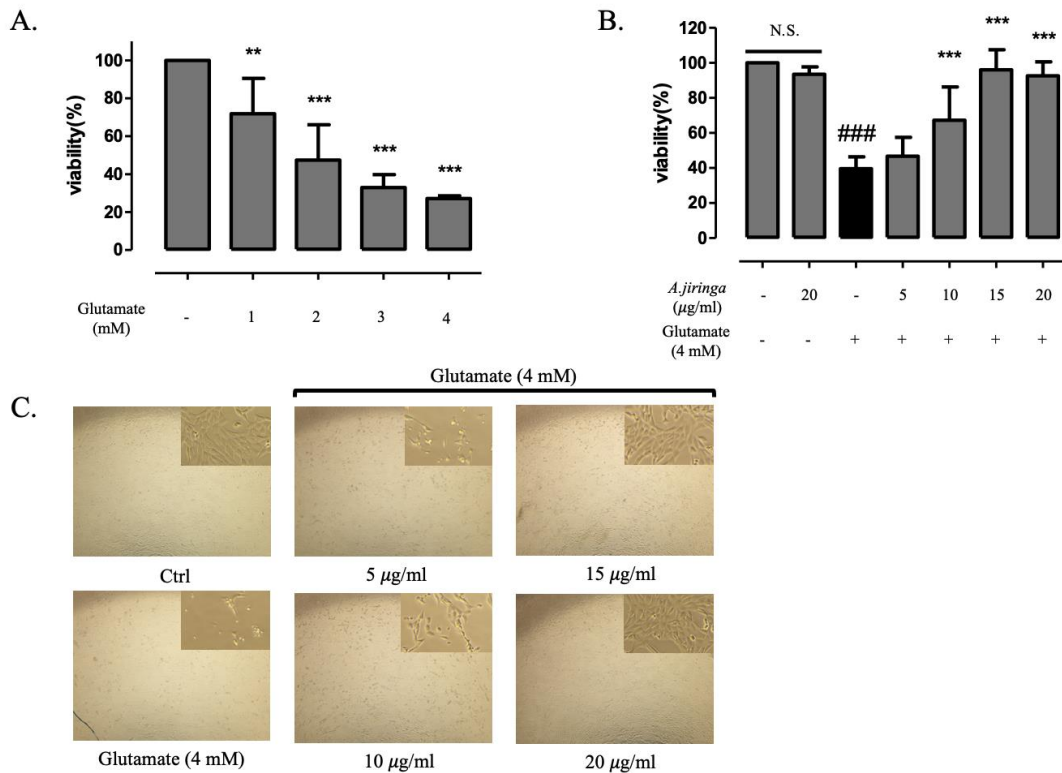 A.
100
80
60
40
20
0
viability(%)
**
***
***
***
Glutamate
(mM)
- 1 2 3 4
B.
120
100
80
60
40
20
0
viability(%)
N.S.
###
***
***
***
A.jiringa
(μg/ml)
- 20 - 5 10 15 20
Glutamate
(4 mM)
- - + + + + +
C.
Glutamate (4 mM)
Ctrl 5 μg/ml 15 μg/ml
Glutamate (4 mM) 10 μg/ml 20 μg/ml